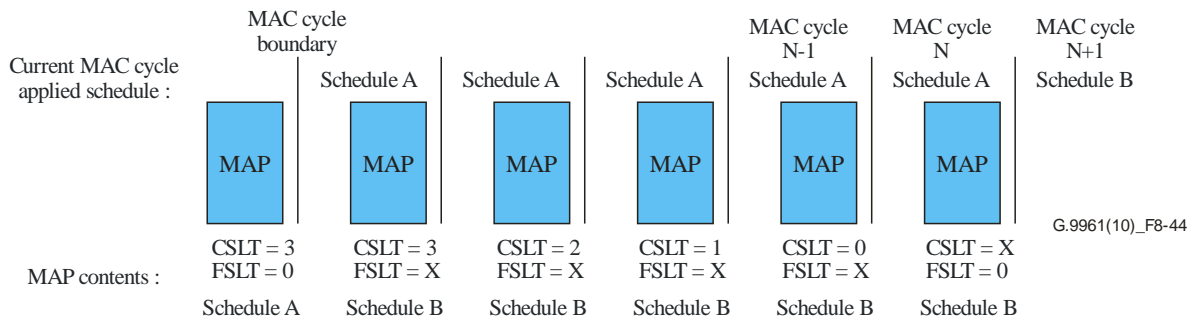 MAC cycle
boundary
MAC cycle
N-1
MAC cycle
N
MAC cycle
N+1
Current MAC cycle
applied schedule :
Schedule A
Schedule A
Schedule A
Schedule A
Schedule A
Schedule B
MAP
MAP
MAP
MAP
MAP
MAP
G.9961(10)_F8-44
MAPcontents :
CSLT = 3
FSLT = 0
CSLT = 3
FSLT = X
CSLT = 2
FSLT = X
CSLT = 1
FSLT = X
CSLT = 0
FSLT = X
CSLT = X
FSLT = 0
Schedule A
Schedule B
Schedule B
Schedule B
Schedule B
Schedule B